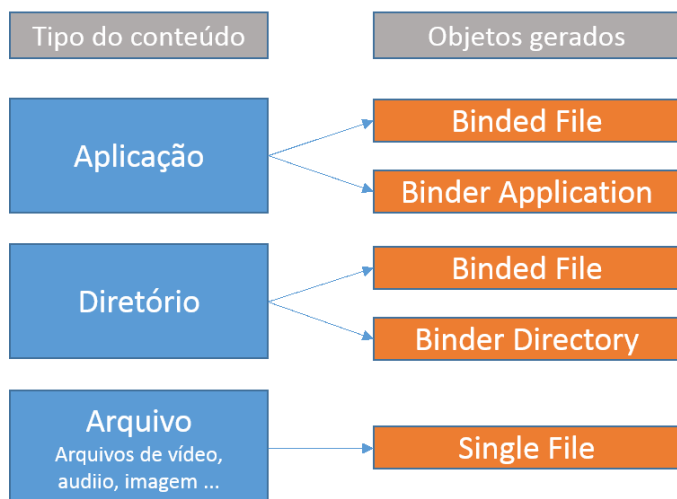 Tipo do conteúdo
Objetos gerados
Aplicação
Binded File
Binder Application
Diretório
Binded File
Binder Directory
Arquivo
Arquivos de vídeo,
audiio, imagem ...
Single File